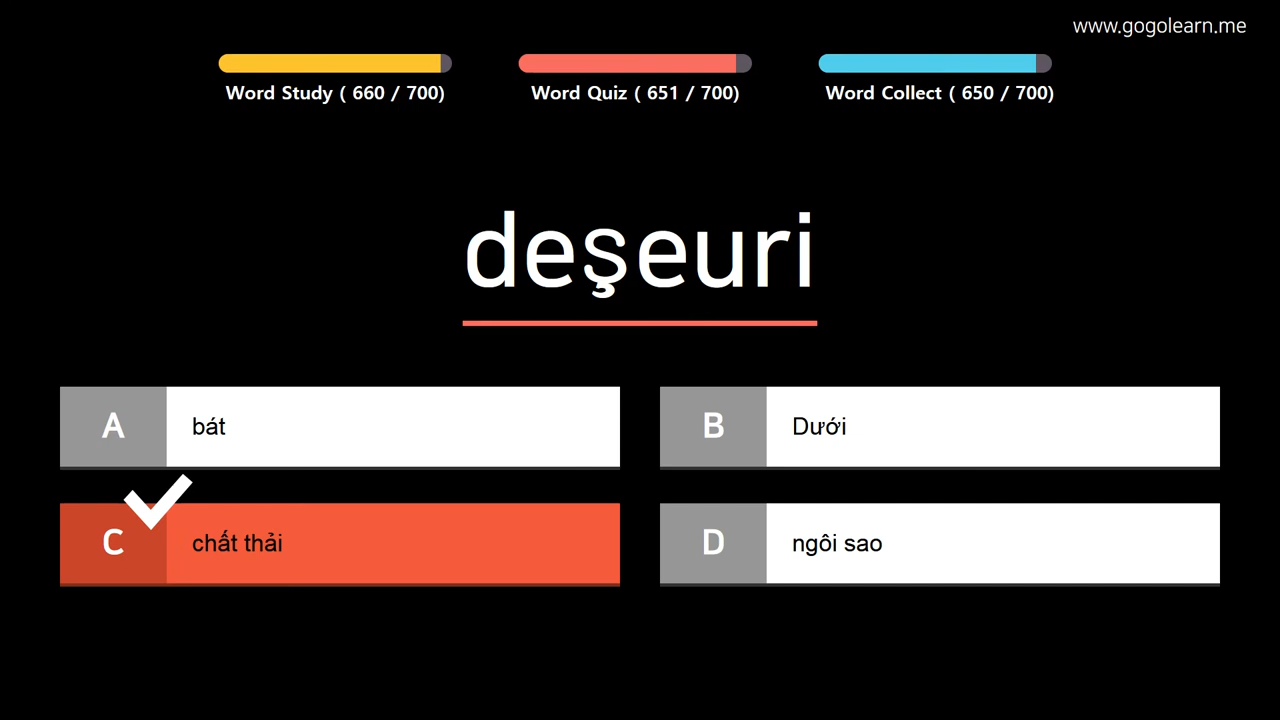 www.gogolearn.me
Word Study ( 660 / 700)
Word Quiz ( 651 / 700)
Word Collect ( 650 / 700)
deşeuri
A bát
B Dưới
C chất thải
D ngôi sao